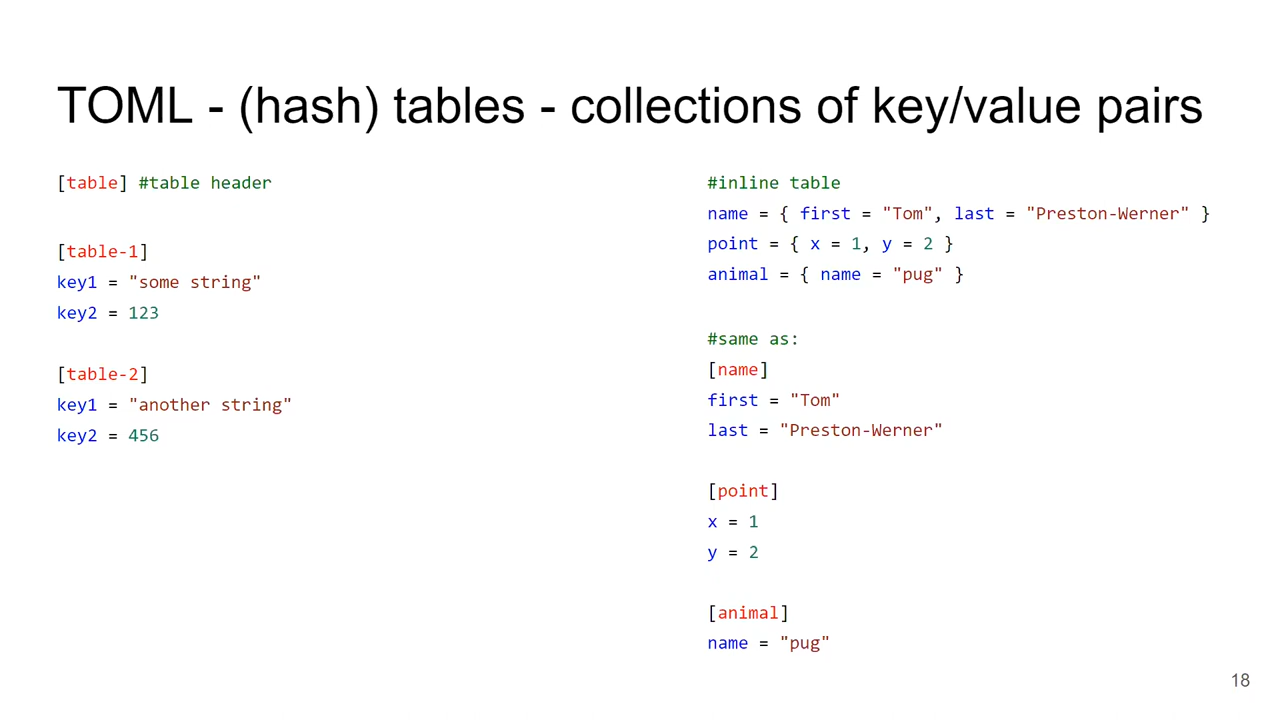 TOML - (hash) tables - collections of key/value pairs
[table] #table header
[table-1]
key1 = "some string"
key2 = 123
[table-2]
key1 = "another string"
key2 = 456
#inline table
name = { first = "Tom", last = "Preston-Werner" }
point = { x = 1, y = 2 }
animal = { name = "pug" }
#same as:
[name]
first = "Tom"
last = "Preston-Werner"
[point]
x = 1
y = 2
[animal]
name = "pug"
18